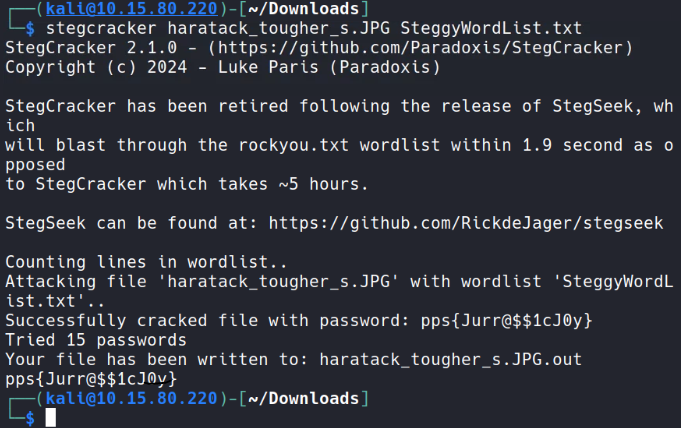 ┌──(kali@10.15.80.220)-[~/Downloads]
└─$ stegcracker haratack_tougher_s.JPG SteggyWordList.txt
StegCracker 2.1.0 - (https://github.com/Paradoxis/StegCracker)
Copyright (c) 2024 - Luke Paris (Paradoxis)
StegCracker has been retired following the release of StegSeek, wh
ich
will blast through the rockyou.txt wordlist within 1.9 second as o
pposed
to StegCracker which takes ~5 hours.
StegSeek can be found at: https://github.com/RickdeJager/stegseek
Counting lines in wordlist..
Attacking file 'haratack_tougher_s.JPG' with wordlist 'SteggyWordL
ist.txt'..
Successfully cracked file with password: pps{Jurr@$$1cJ0y}
Tried 15 passwords
Your file has been written to: haratack_tougher_s.JPG.out
pps{Jurr@$$1cJ0y}
┌──(kali@10.15.80.220)-[~/Downloads]
└─$